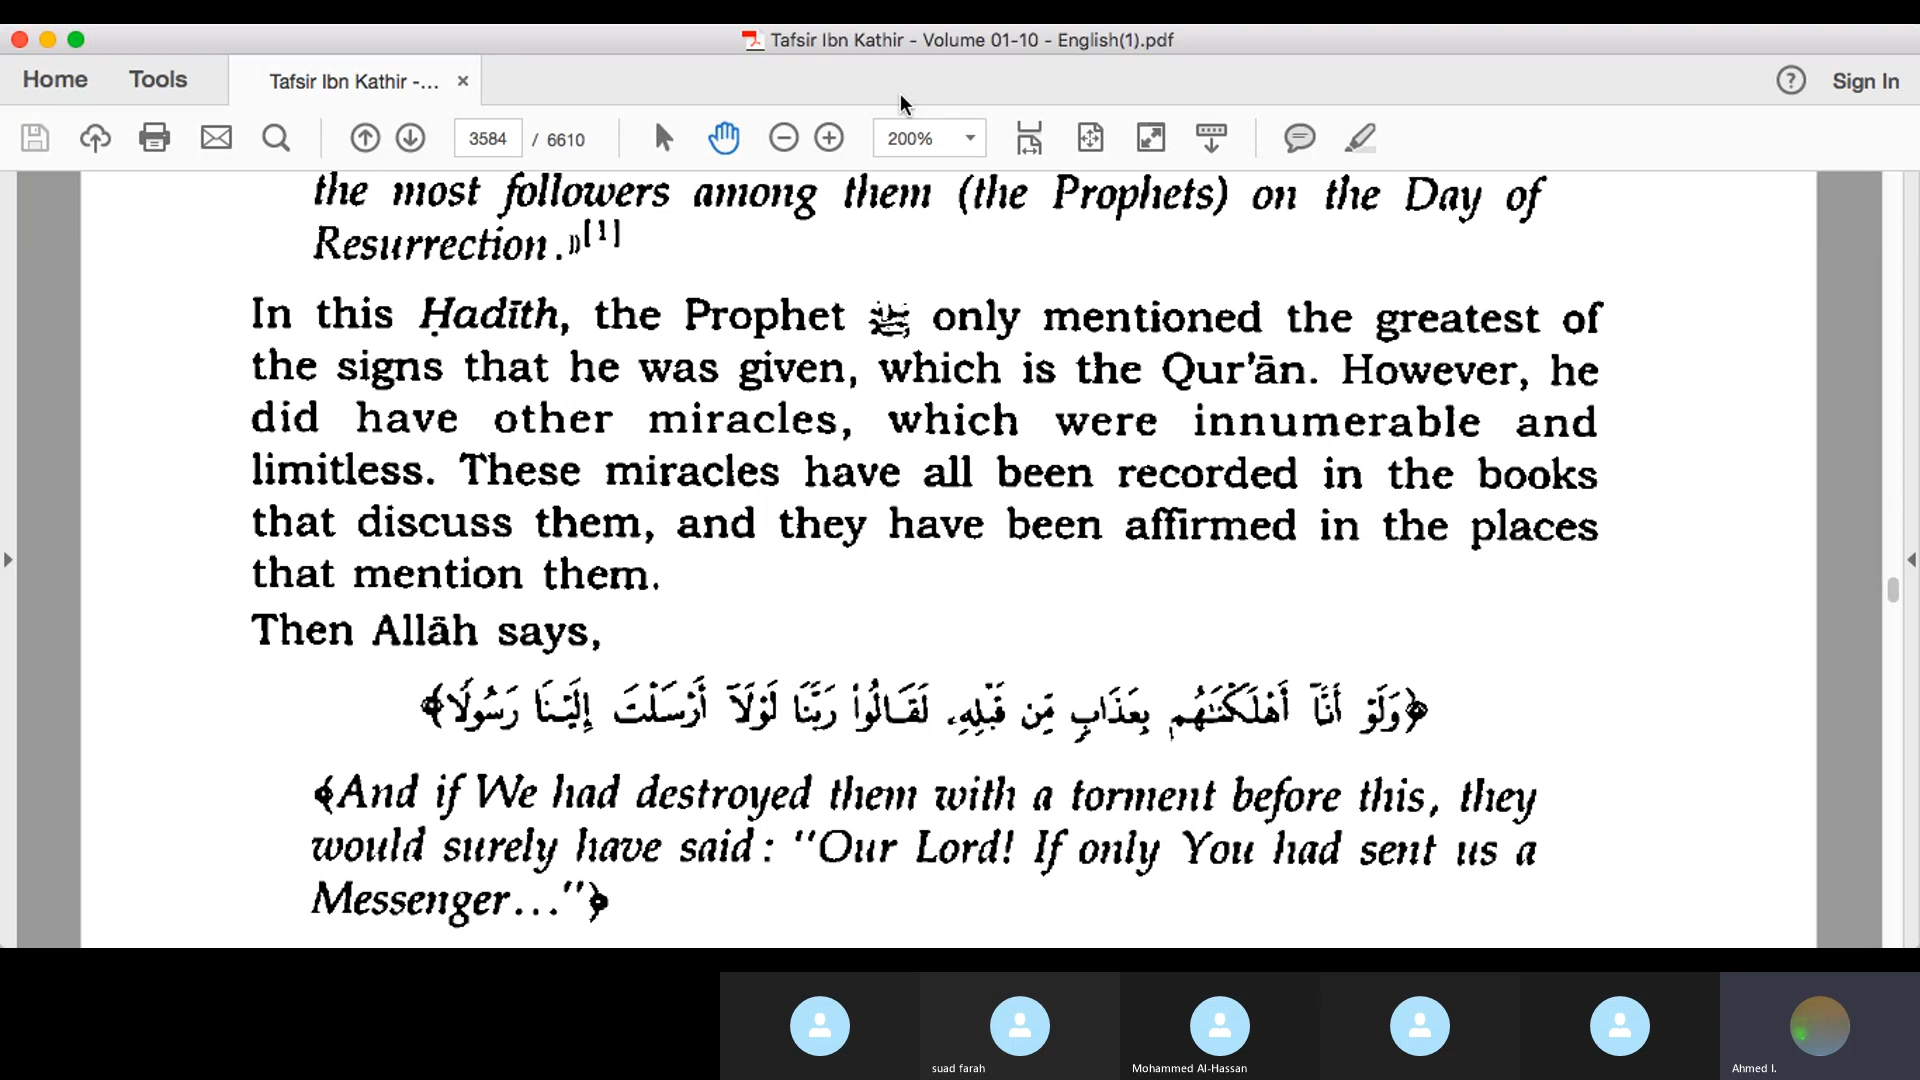 Tafsir Ibn Kathir - Volume 01-10 - English(1).pdf
Home Tools Tafsir Ibn Kathir -... × ? Sign In
3584 / 6610 200%
the most followers among them (the Prophets) on the Day of
Resurrection.»[1]
In this Ḥadīth, the Prophet ﷺ only mentioned the greatest of
the signs that he was given, which is the Qur'ān. However, he
did have other miracles, which were innumerable and
limitless. These miracles have all been recorded in the books
that discuss them, and they have been affirmed in the places
that mention them.
Then Allāh says,
﴿وَلَوْ أَنَّآ أَهْلَكْنَـٰهُم بِعَذَابٍ مِّن قَبْلِهِۦ لَقَالُوا۟ رَبَّنَا لَوْلَآ أَرْسَلْتَ إِلَيْنَا رَسُولًا﴾
﴾And if We had destroyed them with a torment before this, they
would surely have said: "Our Lord! If only You had sent us a
Messenger..."﴿
suad farah Mohammed Al-Hassan Ahmed I.